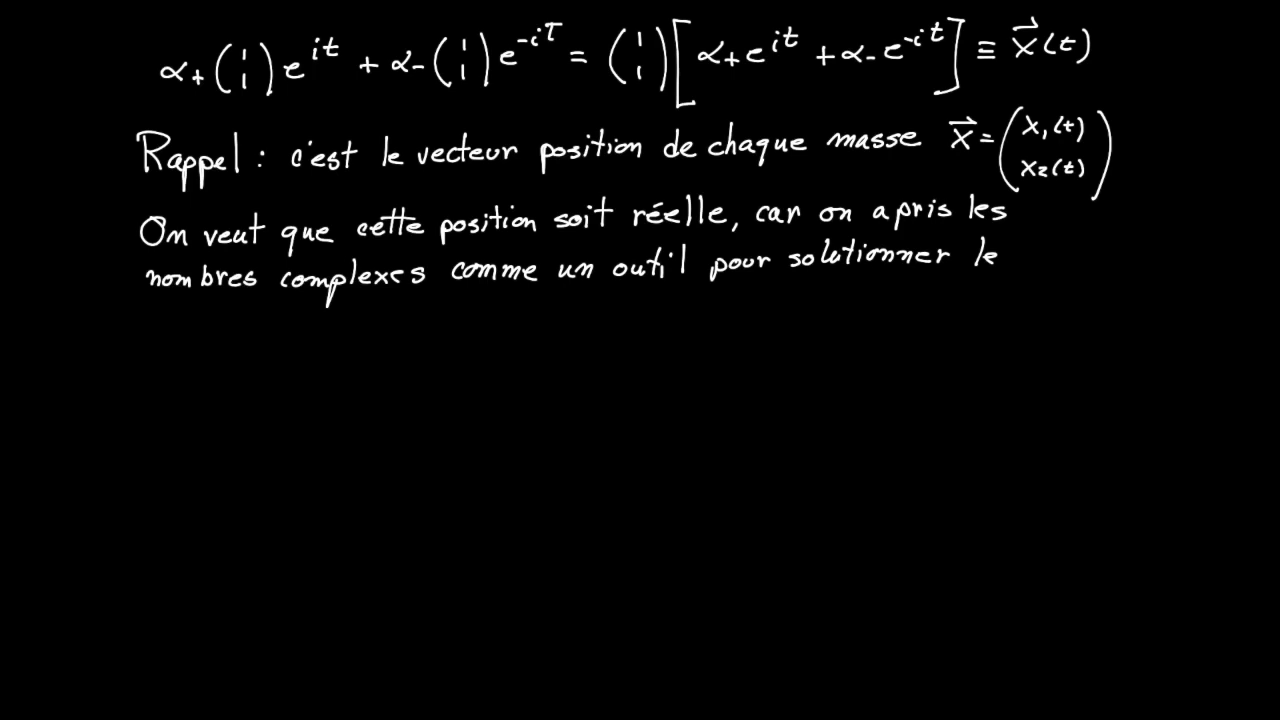 α₊ (1 1) e^{it} + α₋ (1 1) e^{-iτ} = (1 1) [α₊e^{it} + α₋e^{-it}] ≡ X⃗(t)
Rappel : c'est le vecteur position de chaque masse X⃗ = (x₁(t) x₂(t))
On veut que cette position soit réelle, car on a pris les
nombres complexes comme un outil pour solutionner le